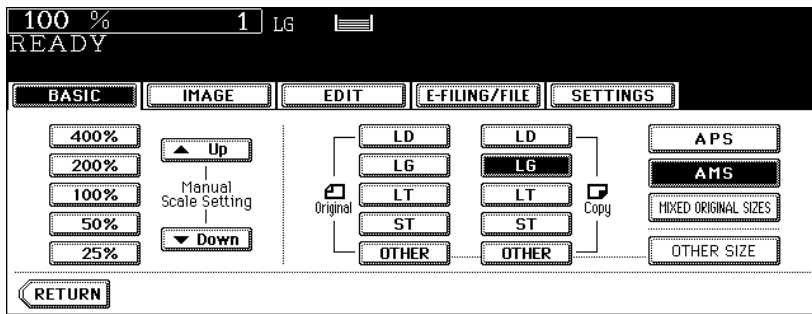 100 % 1 LG
READY
BASIC IMAGE EDIT E-FILING/FILE SETTINGS
400% ▲ Up LD LD APS
200% LG LG AMS
100% Manual Scale Setting Original LT LT Copy MIXED ORIGINAL SIZES
50% ▼ Down ST ST
25% OTHER OTHER OTHER SIZE
RETURN